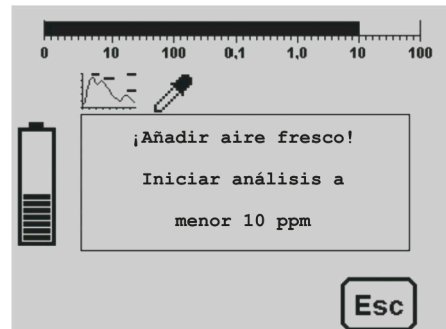 0 10 100 0,1 1,0 10 100
¡Añadir aire fresco!
Iniciar análisis a
menor 10 ppm
Esc